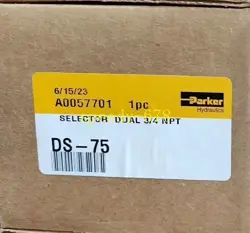 6/15/23
A0057701 1pc
Parker
Hydraulics
SELECTOR DUAL 3/4 NPT
DS-75